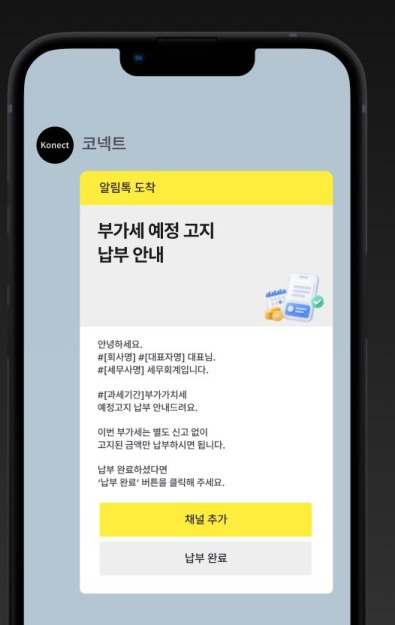 Konect
코넥트
알림톡 도착
부가세 예정 고지
납부 안내
안녕하세요.
#[회사명] #[대표자명] 대표님.
#[세무사명] 세무회계입니다.
#[과세기간]부가가치세
예정고지 납부 안내드려요.
이번 부가세는 별도 신고 없이
고지된 금액만 납부하시면 됩니다.
납부 완료하셨다면
‘납부 완료’ 버튼을 클릭해 주세요.
채널 추가
납부 완료